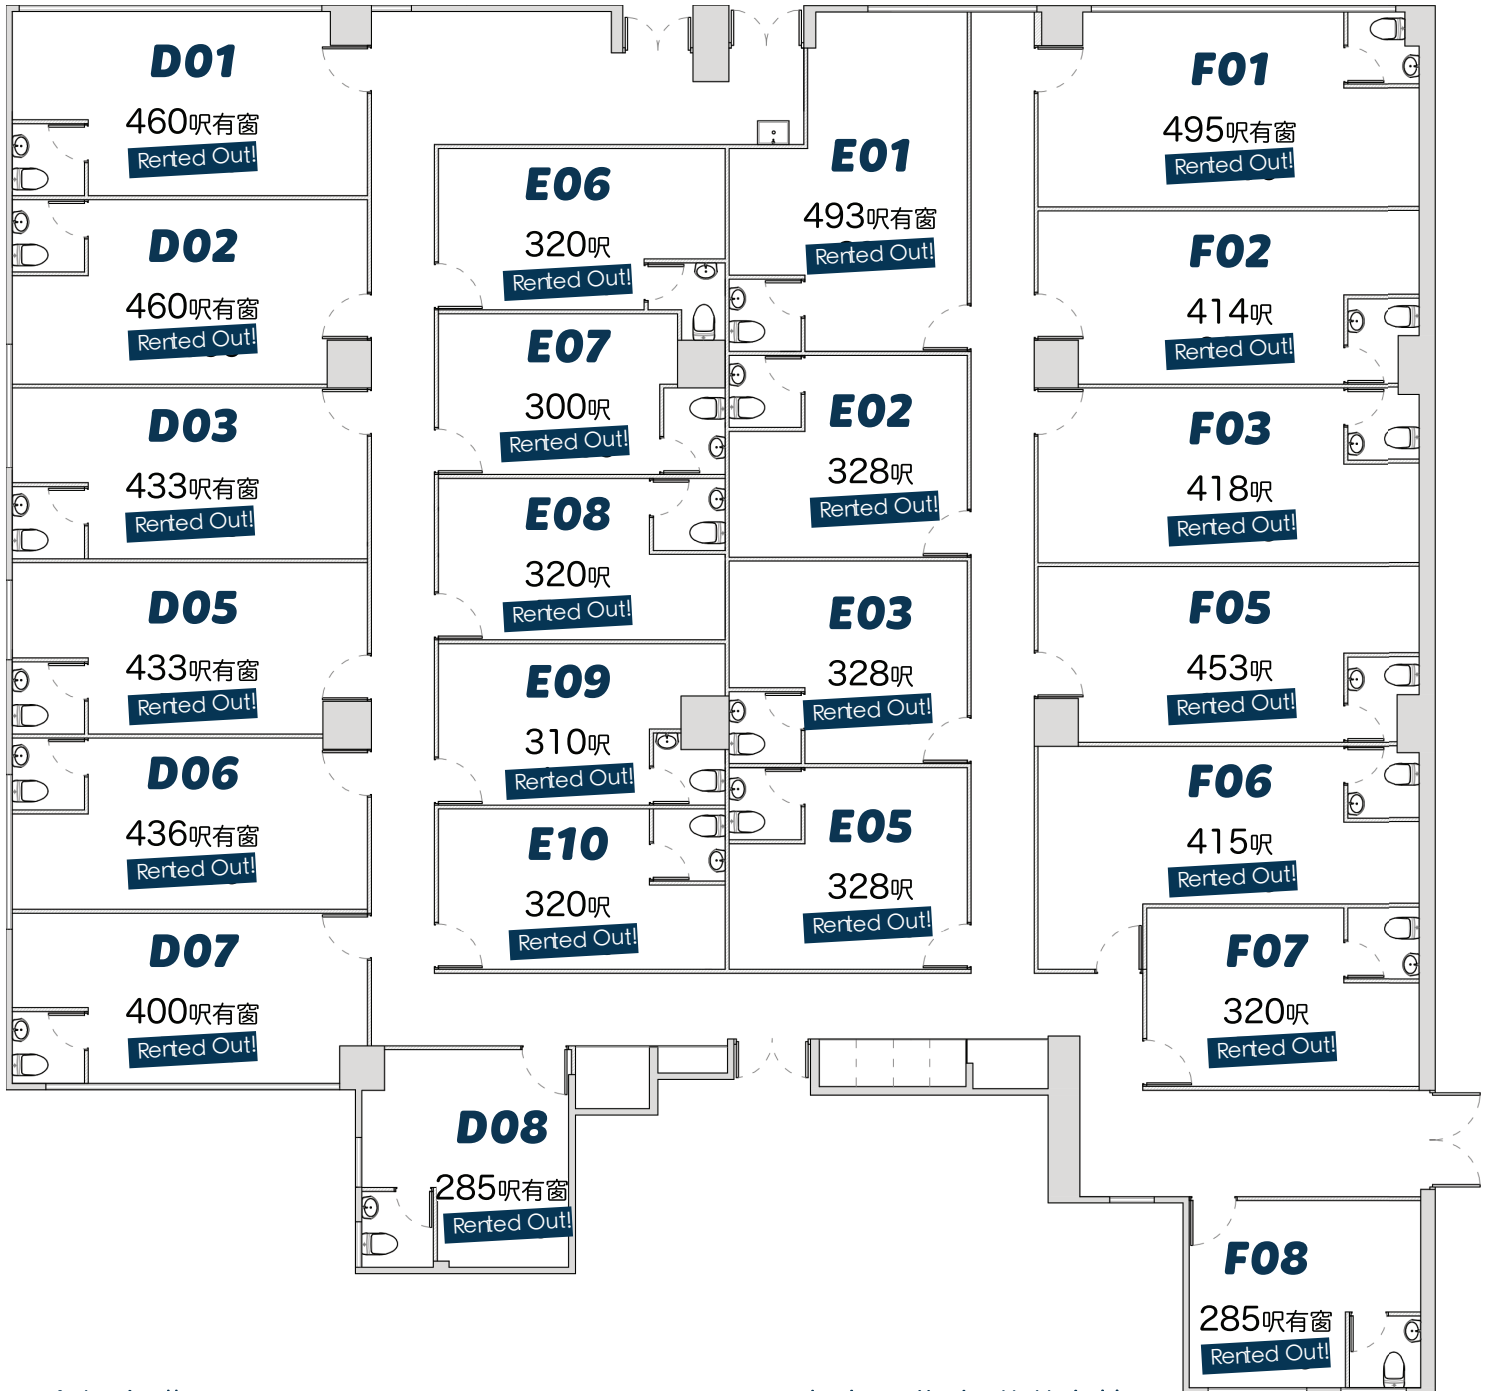 D01
460呎有窗
Rented Out!
D02
460呎有窗
Rented Out!
D03
433呎有窗
Rented Out!
D05
433呎有窗
Rented Out!
D06
436呎有窗
Rented Out!
D07
400呎有窗
Rented Out!
D08
285呎有窗
Rented Out!
E06
320呎
Rented Out!
E07
300呎
Rented Out!
E08
320呎
Rented Out!
E09
310呎
Rented Out!
E10
320呎
Rented Out!
E01
493呎有窗
Rented Out!
E02
328呎
Rented Out!
E03
328呎
Rented Out!
E05
328呎
Rented Out!
F01
495呎有窗
Rented Out!
F02
414呎
Rented Out!
F03
418呎
Rented Out!
F05
453呎
Rented Out!
F06
415呎
Rented Out!
F07
320呎
Rented Out!
F08
285呎有窗
Rented Out!